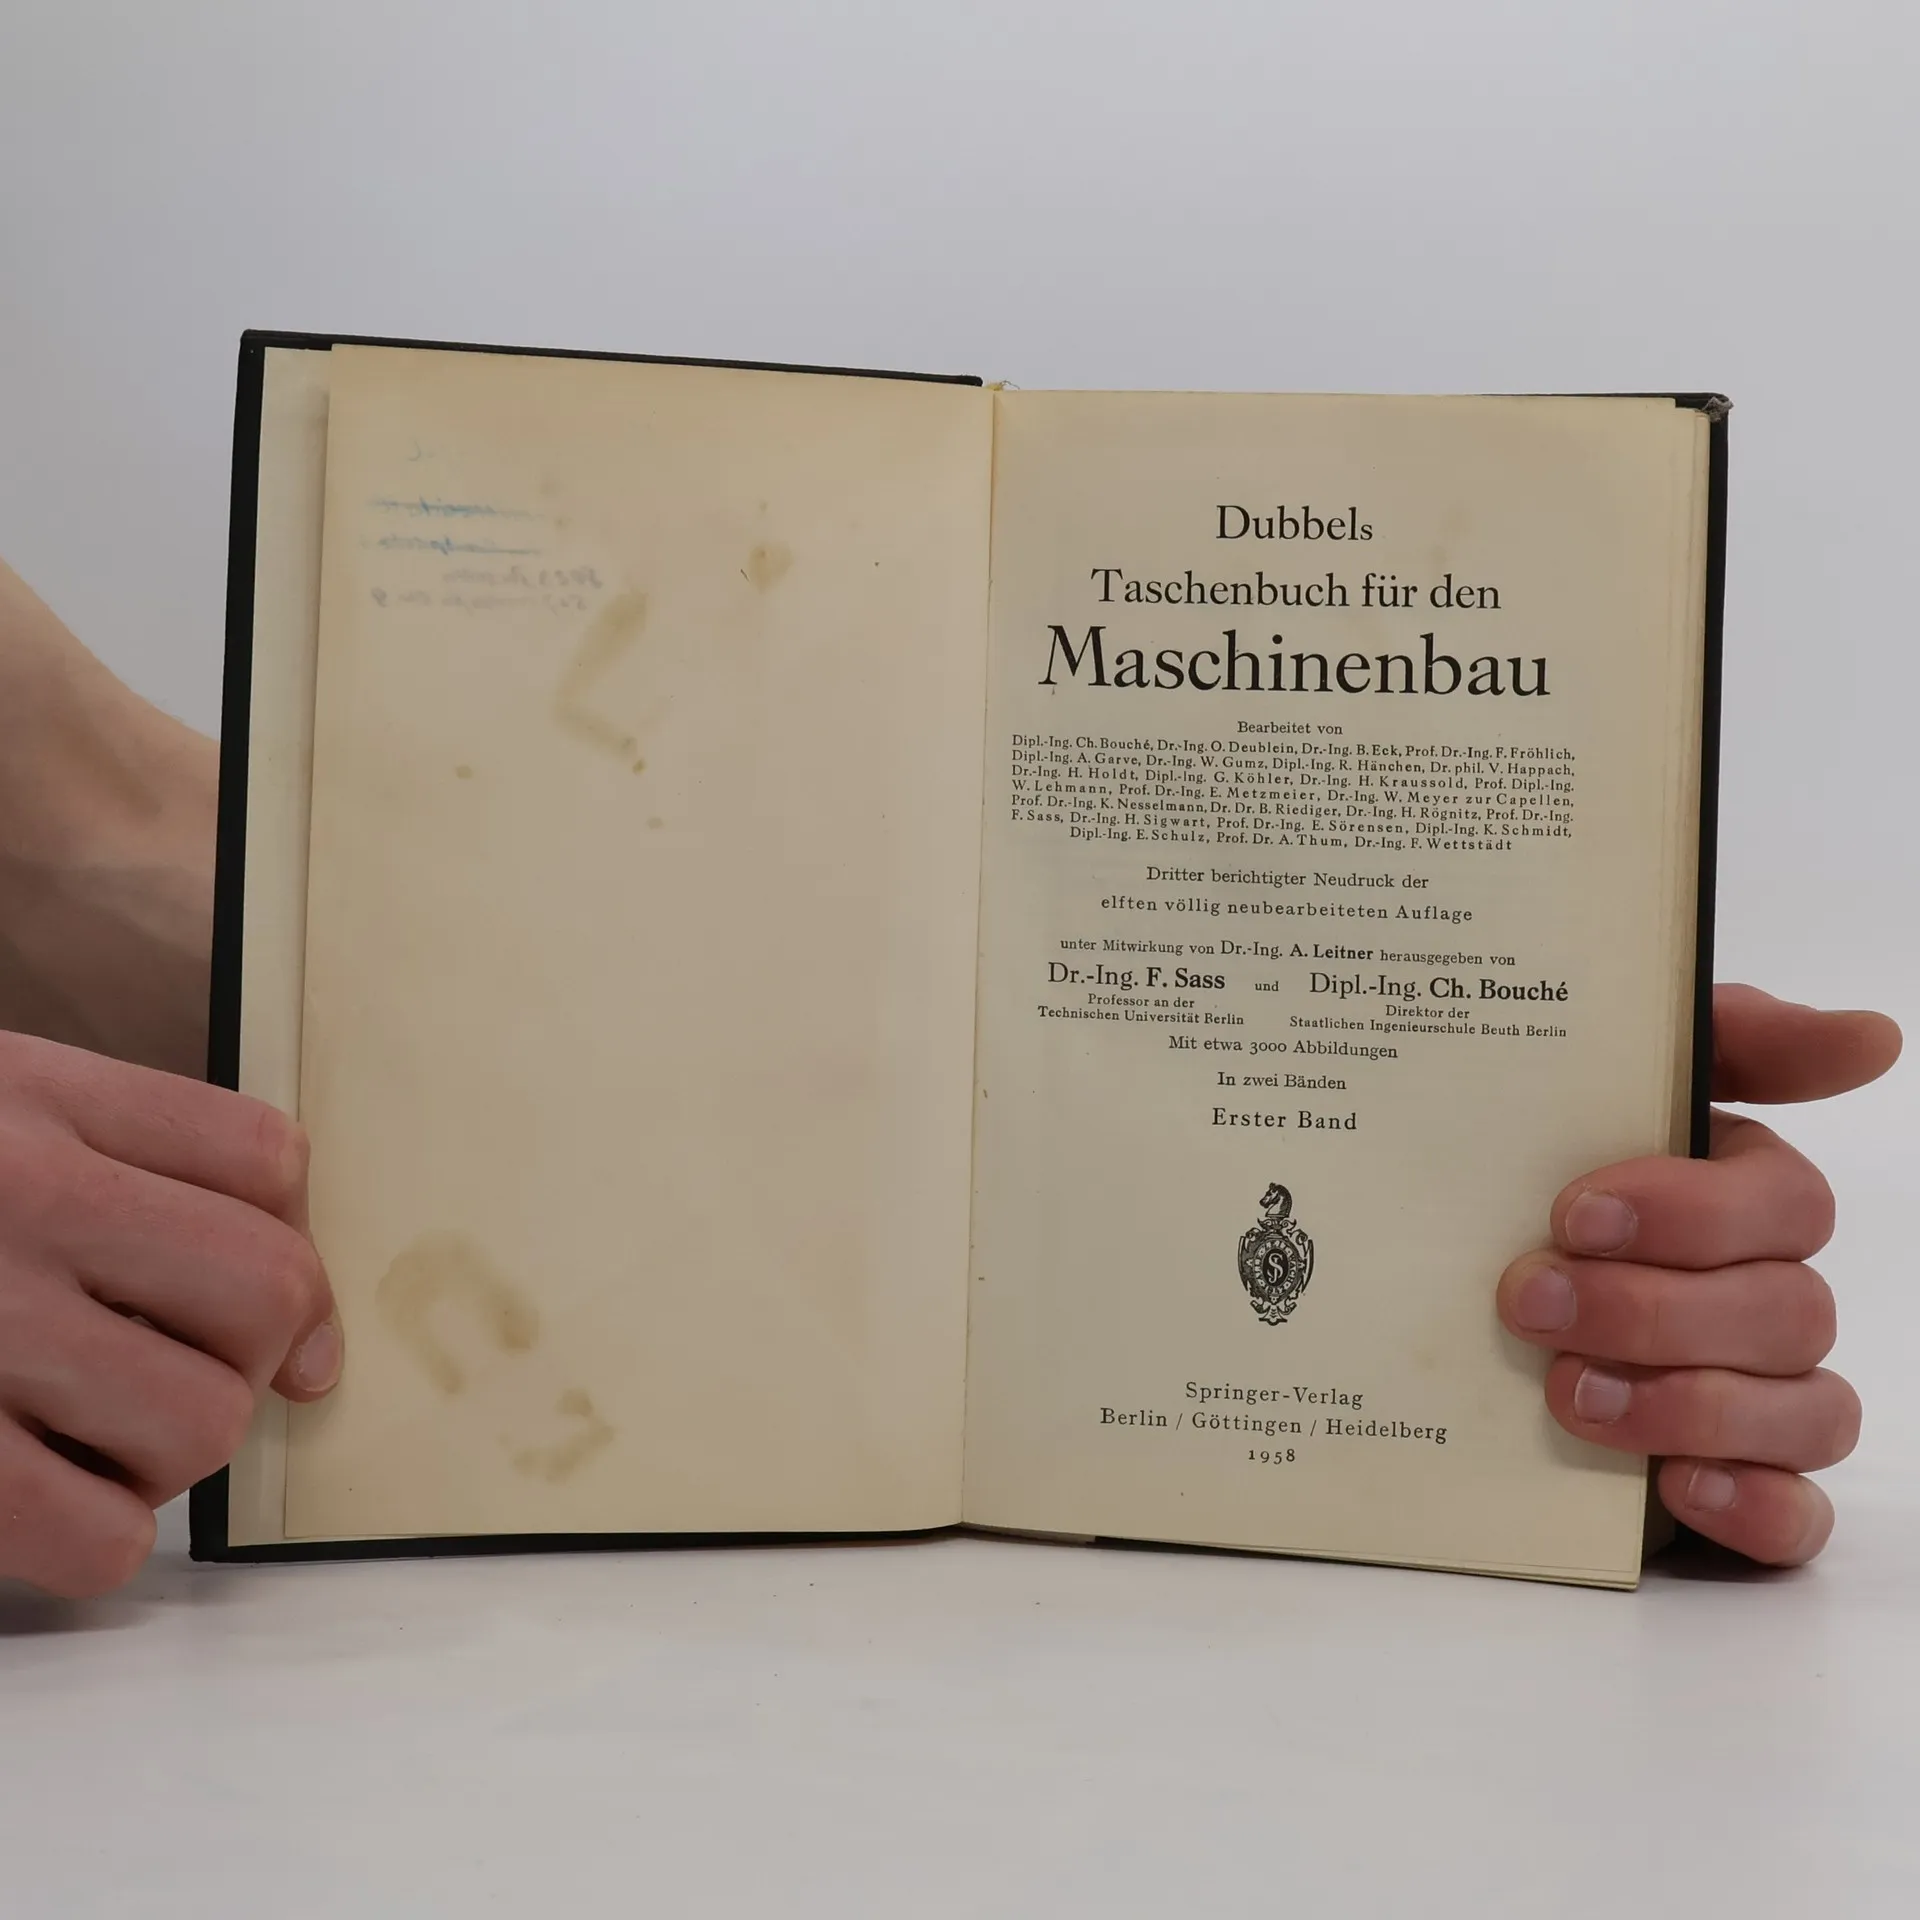 Dubbels
Taschenbuch für den
Maschinenbau
Bearbeitet von
Dipl.-Ing. Ch. Bouché, Dr.-Ing. O. Deublein, Dr.-Ing. B. Eck, Prof. Dr.-Ing. F. Fröhlich,
Dipl.-Ing. A. Garve, Dr.-Ing. W. Gumz, Dipl.-Ing. R. Hänchen, Dr. phil. V. Happach,
Dr.-Ing. H. Holdt, Dipl.-Ing. G. Köhler, Dr.-Ing. H. Kraussold, Prof. Dipl.-Ing.
W. Lehmann, Prof. Dr.-Ing. E. Metzmeier, Dr.-Ing. W. Meyer zur Capellen,
Prof. Dr.-Ing. K. Nesselmann, Dr. Dr. B. Riediger, Dr.-Ing. H. Rögnitz, Prof. Dr.-Ing.
F. Sass, Dr.-Ing. H. Sigwart, Prof. Dr.-Ing. E. Sörensen, Dipl.-Ing. K. Schmidt,
Dipl.-Ing. E. Schulz, Prof. Dr. A. Thum, Dr.-Ing. F. Wettstädt
Dritter berichtigter Neudruck der
elften völlig neubearbeiteten Auflage
unter Mitwirkung von Dr.-Ing. A. Leitner herausgegeben von
Dr.-Ing. F. Sass und Dipl.-Ing. Ch. Bouché
Professor an der Direktor der
Technischen Universität Berlin Staatlichen Ingenieurschule Beuth Berlin
Mit etwa 3000 Abbildungen
In zwei Bänden
Erster Band
Springer-Verlag
Berlin / Göttingen / Heidelberg
1958